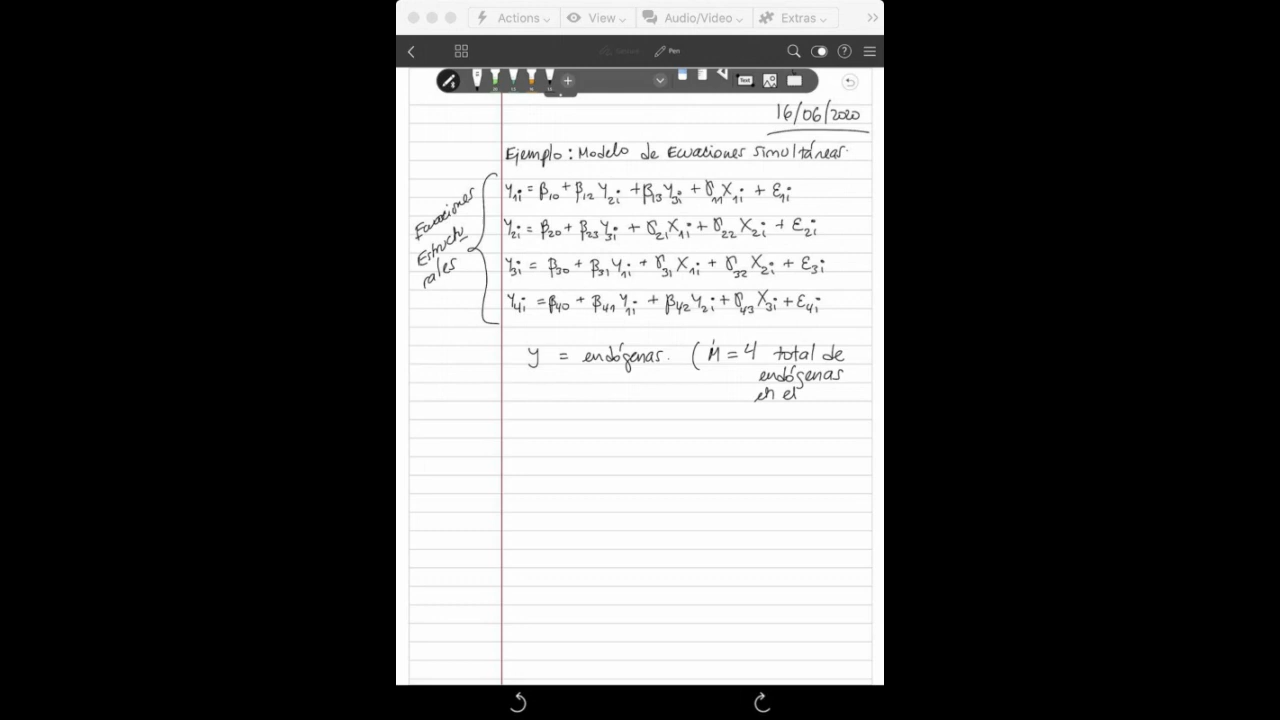 Actions View Audio/Video Extras
Pen
Text
16/06/2020
Ejemplo: Modelo de Ecuaciones Simultáneas.
Ecuaciones
Estructu
rales
Y1i = β10 + β12 Y2i + β13 Y3i + γ11 X1i + ε1i
Y2i = β20 + β23 Y3i + γ21 X1i + γ22 X2i + ε2i
Y3i = β30 + β31 Y1i + γ31 X1i + γ32 X2i + ε3i
Y4i = β40 + β41 Y1i + β42 Y2i + γ43 X3i + ε4i
y = endógenas. (M = 4 total de
endógenas
en el